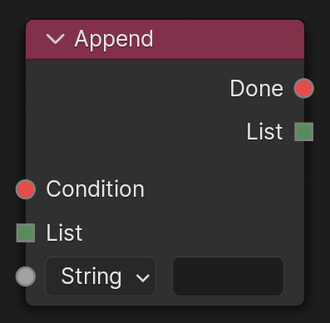 Append
Done
List
Condition
List
String